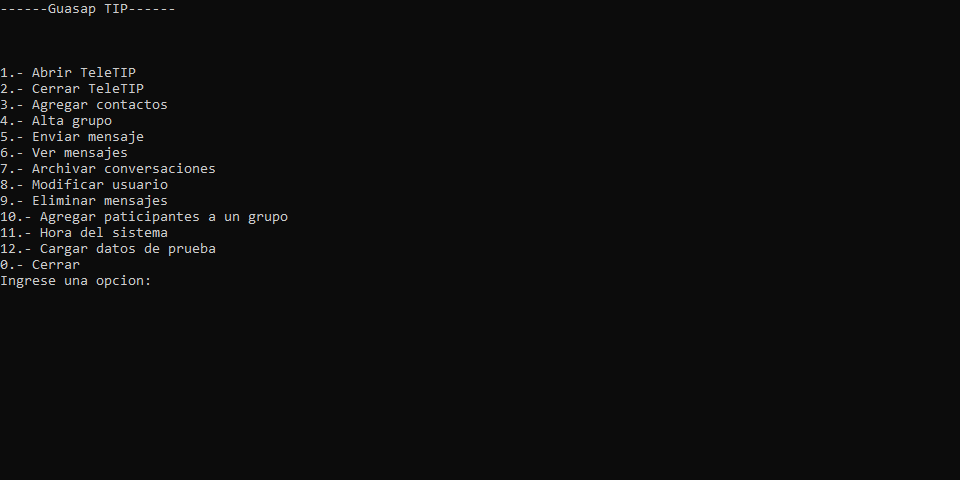 ------Guasap TIP------
1.- Abrir TeleTIP
2.- Cerrar TeleTIP
3.- Agregar contactos
4.- Alta grupo
5.- Enviar mensaje
6.- Ver mensajes
7.- Archivar conversaciones
8.- Modificar usuario
9.- Eliminar mensajes
10.- Agregar paticipantes a un grupo
11.- Hora del sistema
12.- Cargar datos de prueba
0.- Cerrar
Ingrese una opcion: